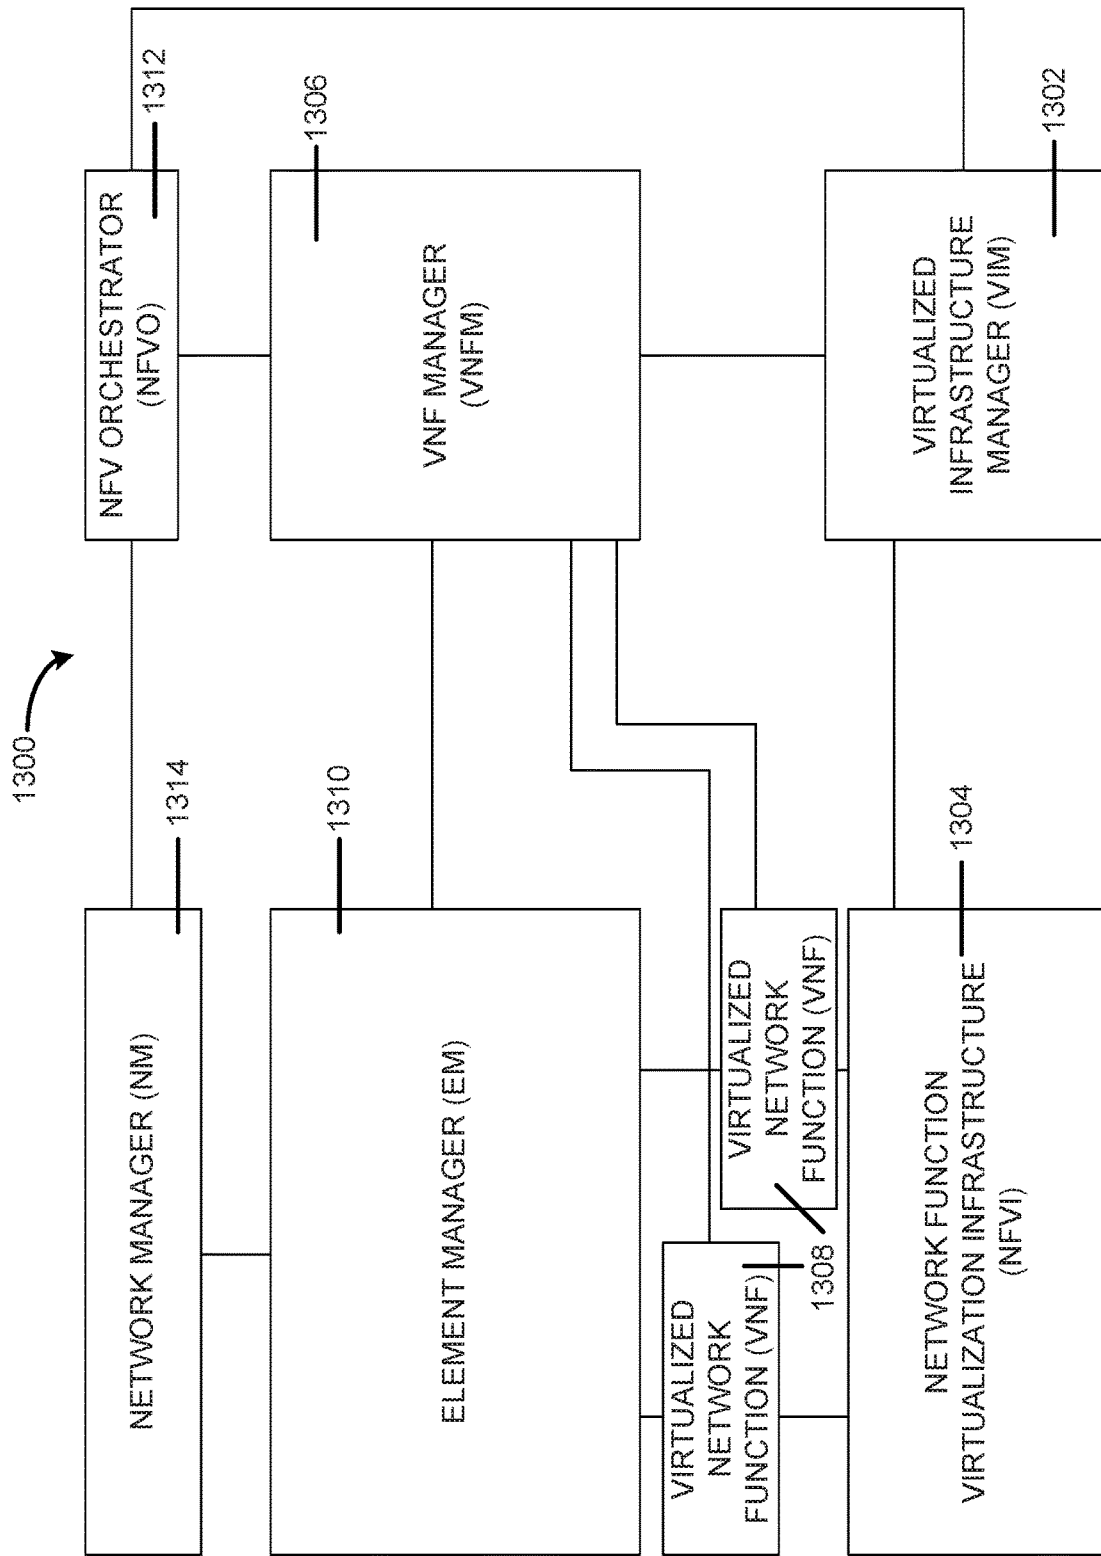 1300
NETWORK MANAGER (NM)
1314
NFV ORCHESTRATOR
(NFVO)
1312
ELEMENT MANAGER (EM)
1310
VNF MANAGER
(VNFM)
1306
VIRTUALIZED
NETWORK
FUNCTION (VNF)
1308
VIRTUALIZED
NETWORK
FUNCTION (VNF)
NETWORK FUNCTION
VIRTUALIZATION INFRASTRUCTURE
(NFVI)
1304
VIRTUALIZED
INFRASTRUCTURE
MANAGER (VIM)
1302